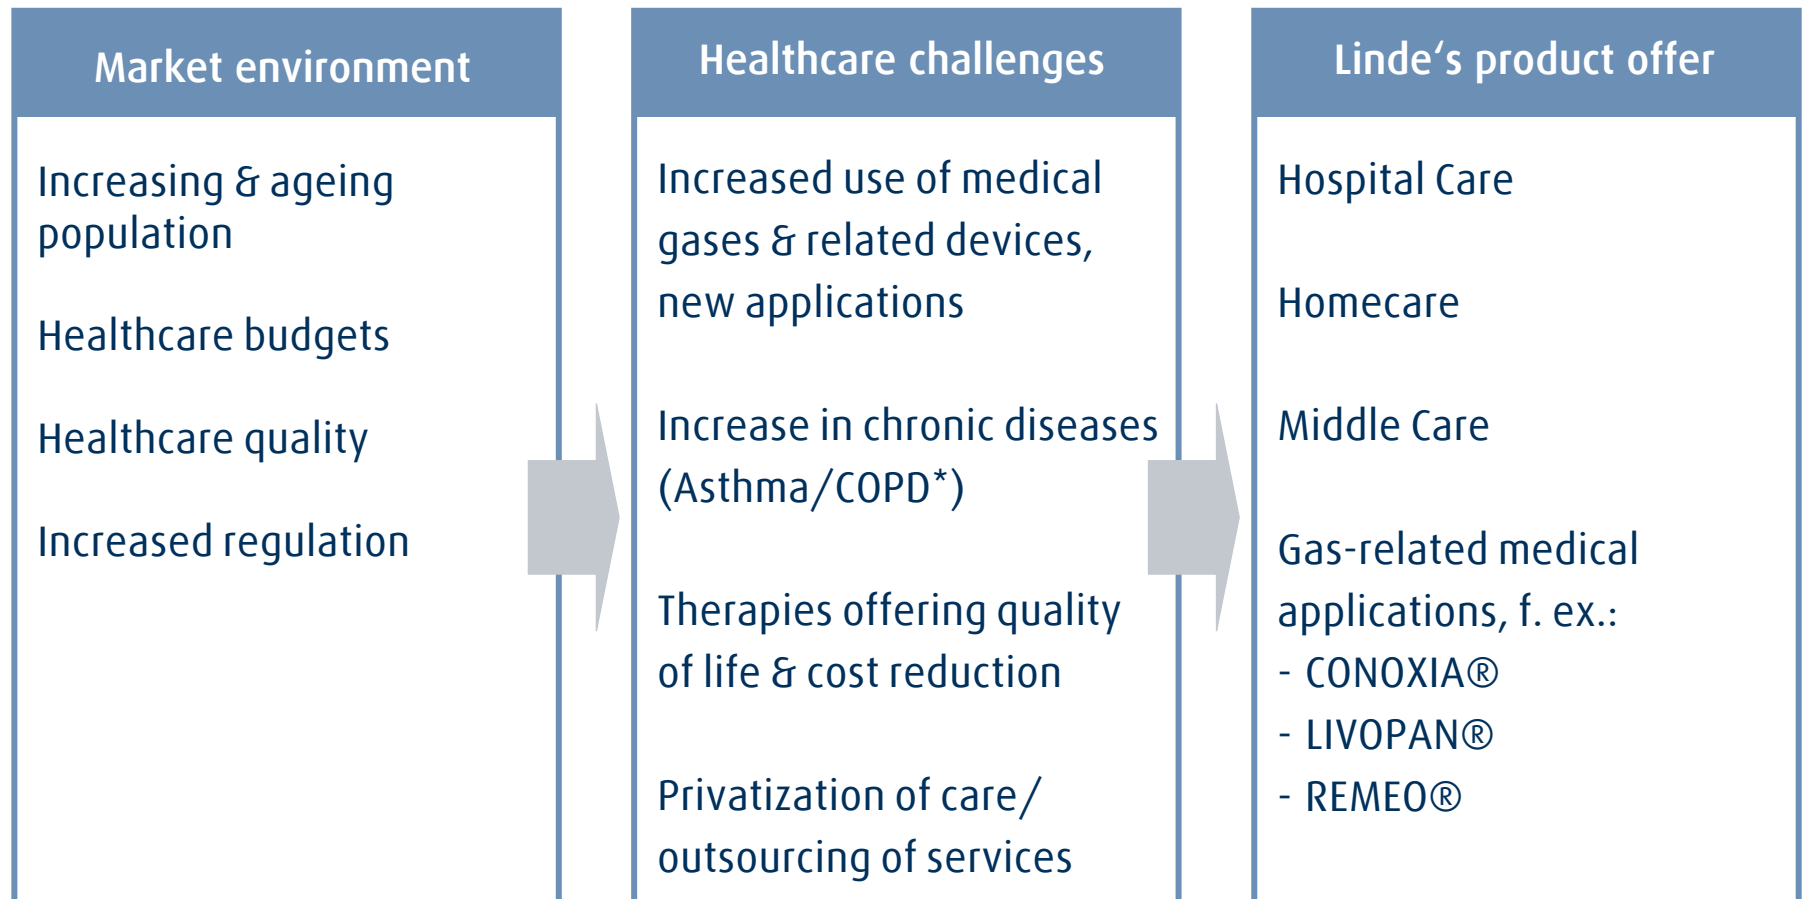 Market environment
Increasing & ageing
population
Healthcare budgets
Healthcare quality
Increased regulation
Healthcare challenges
Increased use of medical
gases & related devices,
new applications
Increase in chronic diseases
(Asthma/COPD*)
Therapies offering quality
of life & cost reduction
Privatization of care/
outsourcing of services
Linde‘s product offer
Hospital Care
Homecare
Middle Care
Gas-related medical
applications, f. ex.:
- CONOXIA®
- LIVOPAN®
- REMEO®